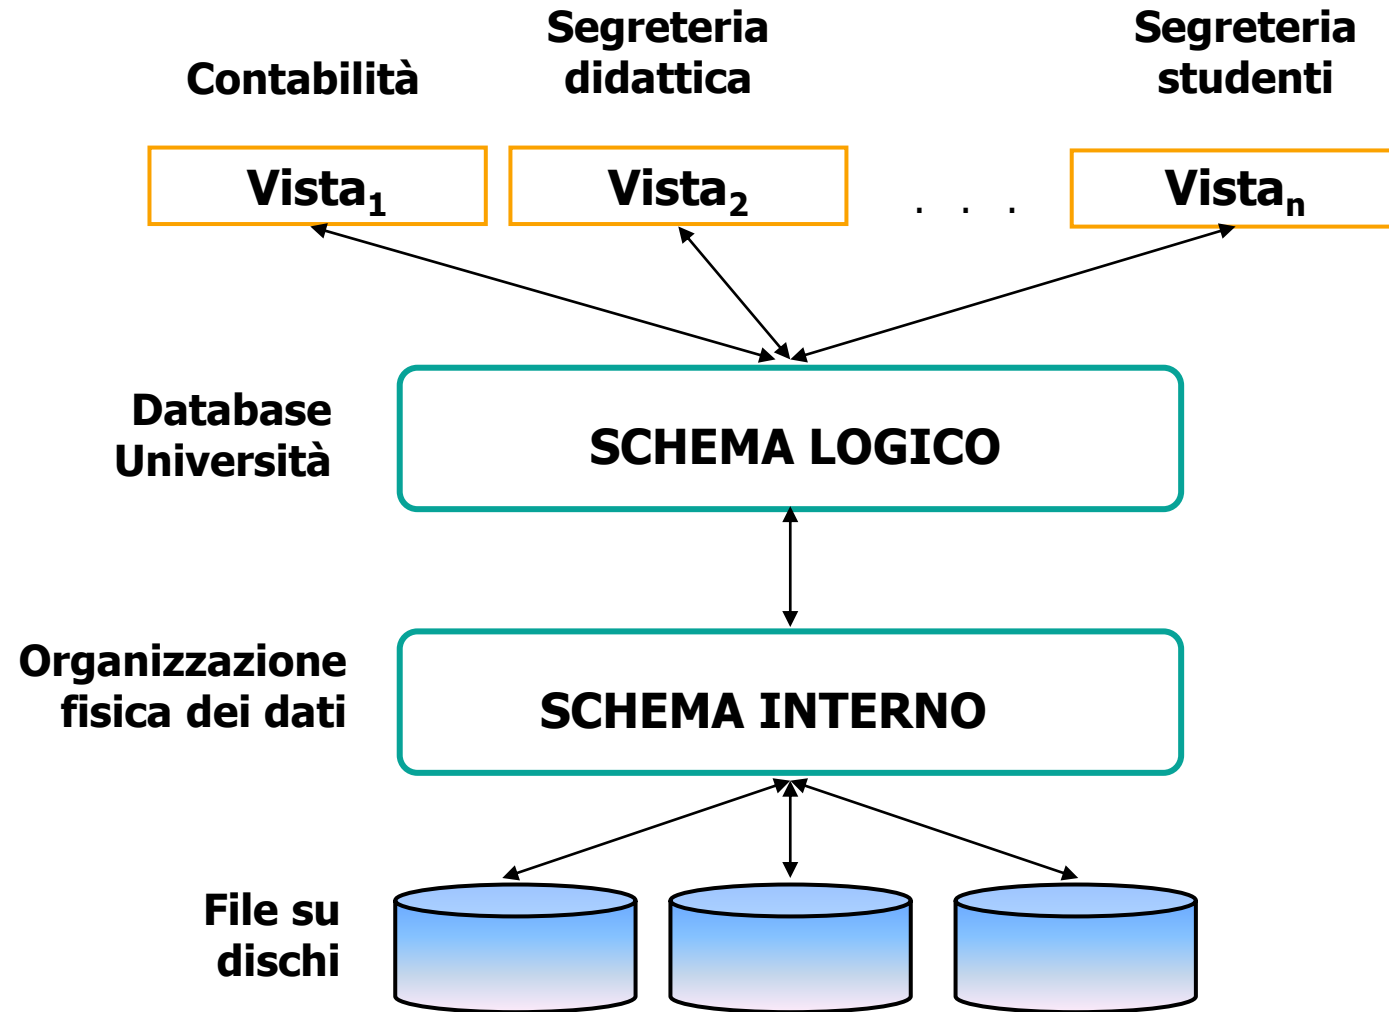 Contabilità
Segreteria
didattica
Segreteria
studenti
Vista1
Vista2
. . .
Vistan
Database
Università
SCHEMA LOGICO
Organizzazione
fisica dei dati
SCHEMA INTERNO
File su
dischi